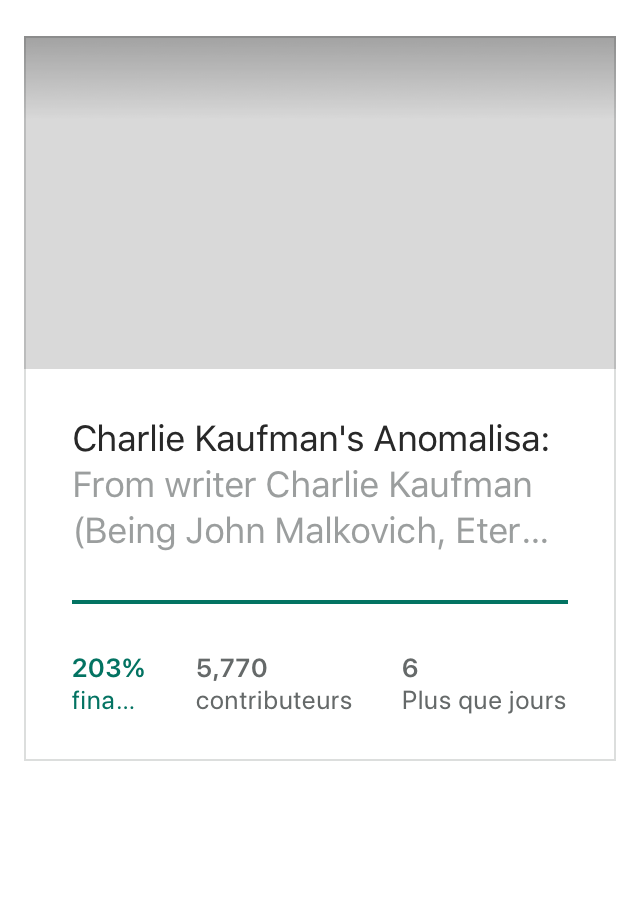 Charlie Kaufman's Anomalisa:
From writer Charlie Kaufman
(Being John Malkovich, Eter...
203% 5,770 6
fina... contributeurs Plus que jours